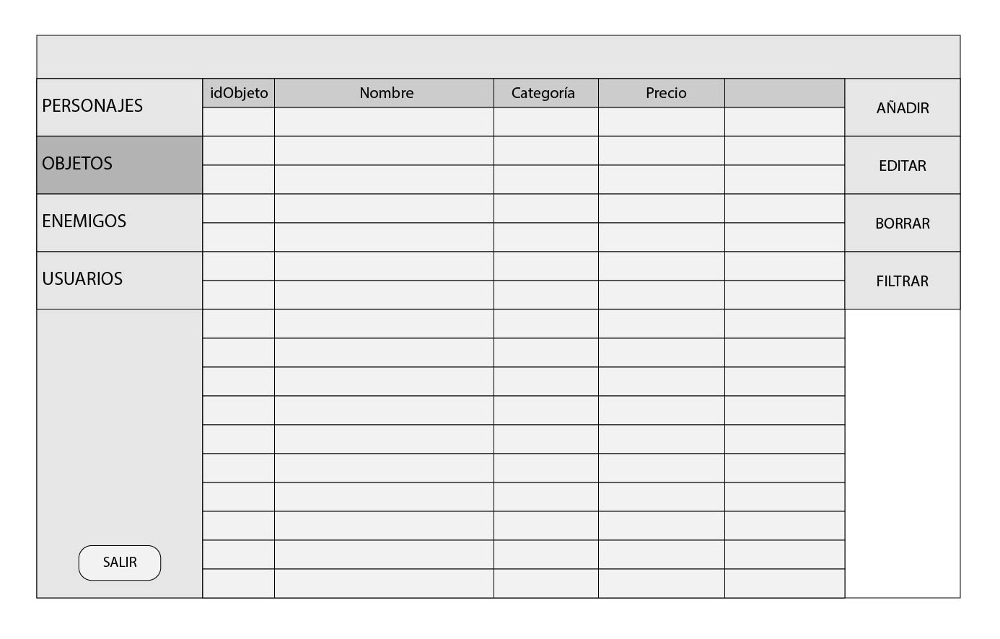 idObjeto Nombre Categoría Precio
PERSONAJES
OBJETOS
ENEMIGOS
USUARIOS
SALIR
AÑADIR
EDITAR
BORRAR
FILTRAR